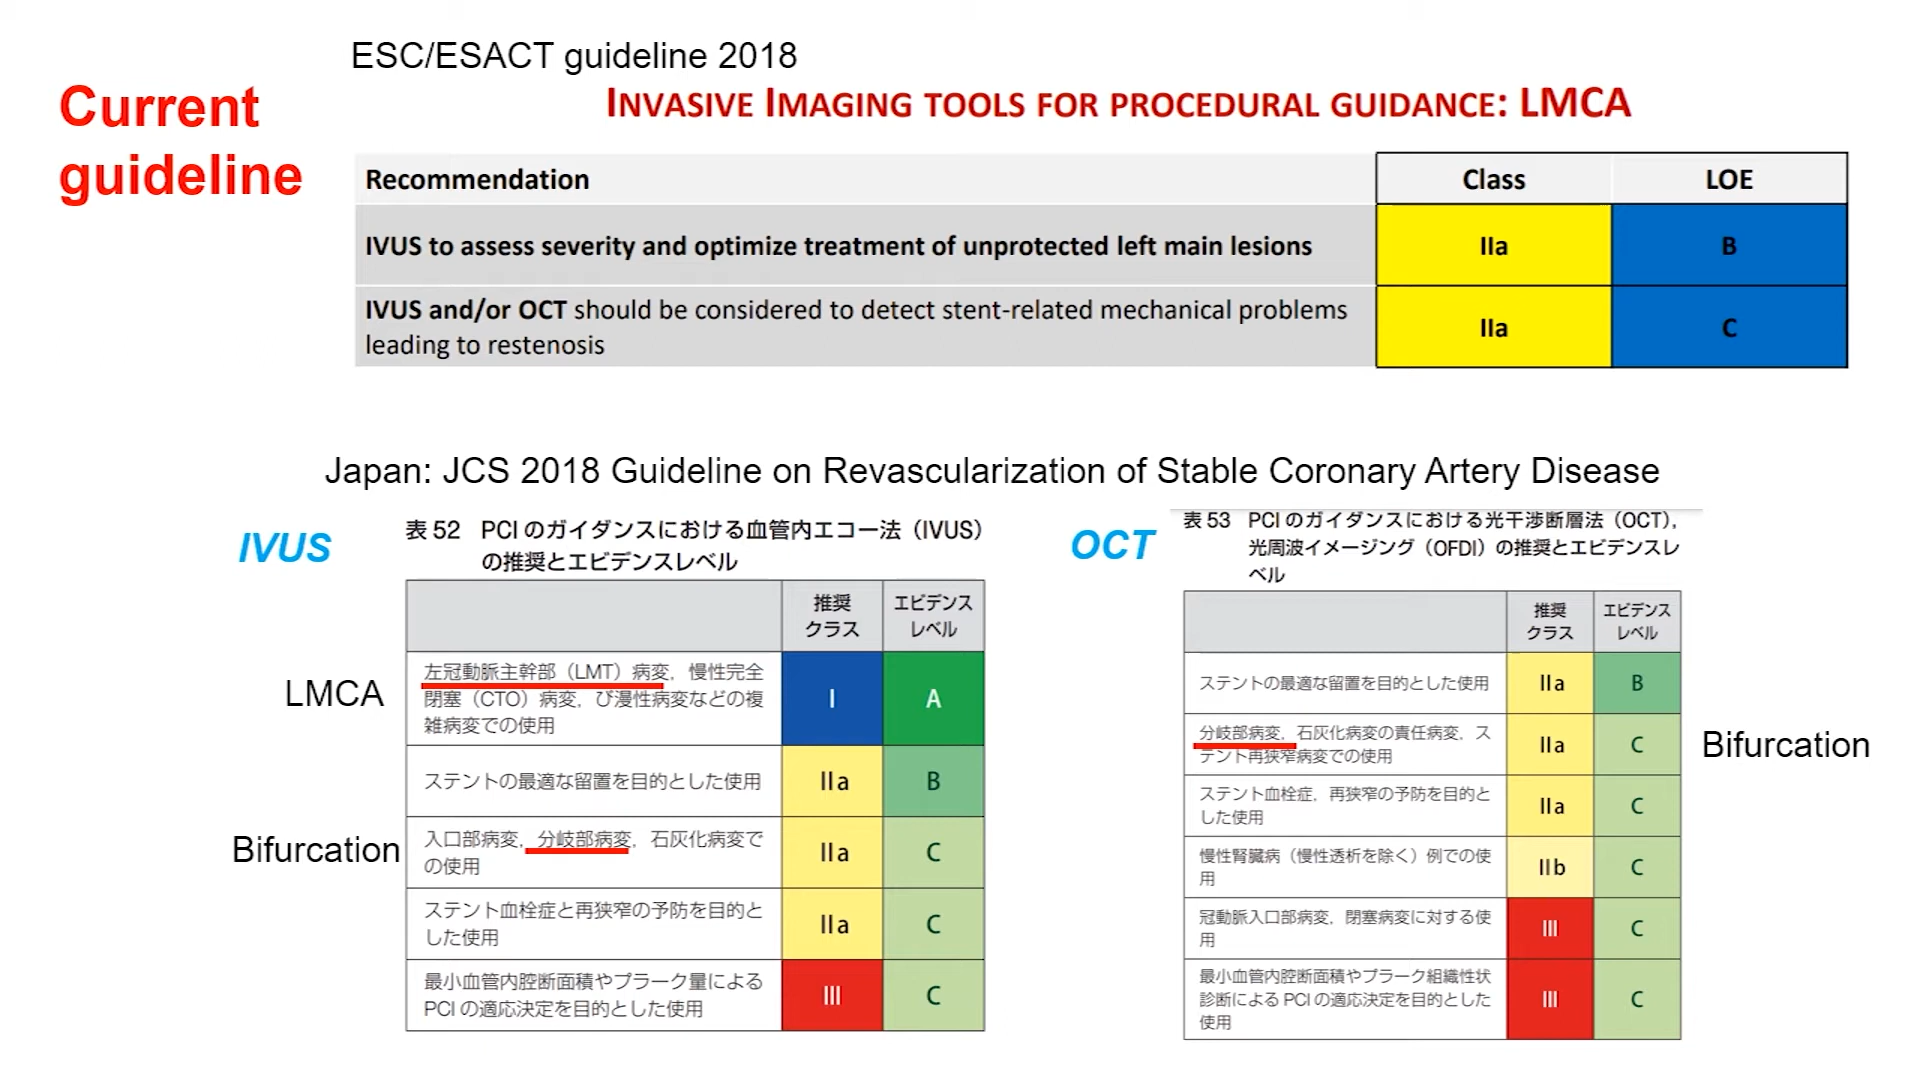 ESC/ESACT guideline 2018
Current
guideline
INVASIVE IMAGING TOOLS FOR PROCEDURAL GUIDANCE: LMCA
Recommendation Class LOE
IVUS to assess severity and optimize treatment of unprotected left main lesions IIa B
IVUS and/or OCT should be considered to detect stent-related mechanical problems
leading to restenosis IIa C
Japan: JCS 2018 Guideline on Revascularization of Stable Coronary Artery Disease
IVUS
表 52 PCI のガイダンスにおける血管内エコー法（IVUS）
の推奨とエビデンスレベル
推奨
クラス
エビデンス
レベル
LMCA
左冠動脈主幹部（LMT）病変，慢性完全
閉塞（CTO）病変，び漫性病変などの複
雑病変での使用
I A
ステントの最適な留置を目的とした使用 IIa B
Bifurcation
入口部病変，分岐部病変，石灰化病変で
の使用
IIa C
ステント血栓症と再狭窄の予防を目的と
した使用
IIa C
最小血管内腔断面積やプラーク量による
PCI の適応決定を目的とした使用
III C
OCT
表 53 PCI のガイダンスにおける光干渉断層法（OCT），
光周波イメージング（OFDI）の推奨とエビデンスレ
ベル
推奨
クラス
エビデンス
レベル
ステントの最適な留置を目的とした使用 IIa B
分岐部病変，石灰化病変の責任病変，ス
テント再狭窄病変での使用
IIa C
Bifurcation
ステント血栓症，再狭窄の予防を目的と
した使用
IIa C
慢性腎臓病（慢性透析を除く）例での使
用
IIb C
冠動脈入口部病変，閉塞病変に対する使
用
III C
最小血管内腔断面積やプラーク組織性状
診断による PCI の適応決定を目的とした
使用
III C